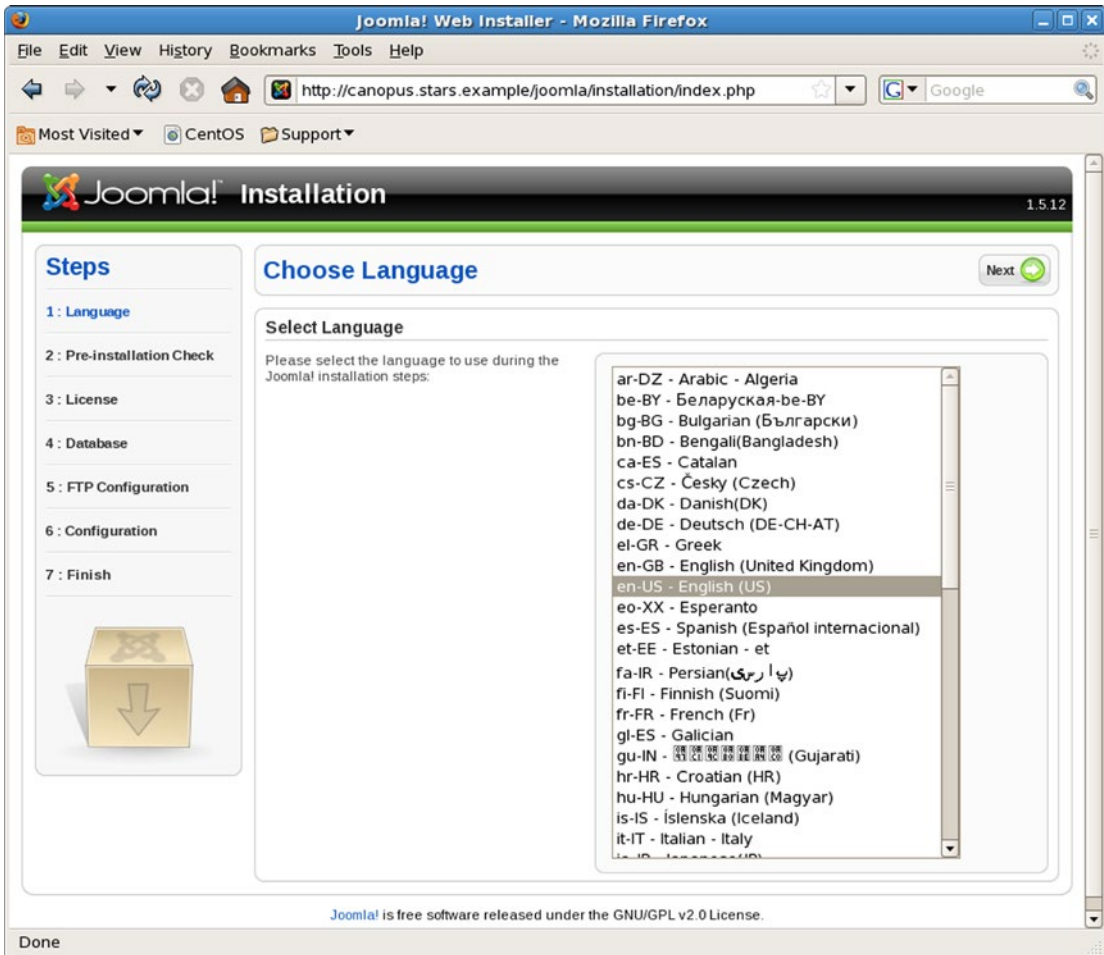 Joomla! Web Installer - Mozilla Firefox
File Edit View History Bookmarks Tools Help
http://canopus.stars.example/joomla/installation/index.php
G Google
Most Visited CentOS Support
Joomla!™ Installation
1.5.12
Steps
1 : Language
2 : Pre-installation Check
3 : License
4 : Database
5 : FTP Configuration
6 : Configuration
7 : Finish
Choose Language
Next
Select Language
Please select the language to use during the
Joomla! installation steps:
ar-DZ - Arabic - Algeria
be-BY - Беларуская-be-BY
bg-BG - Bulgarian (Български)
bn-BD - Bengali(Bangladesh)
ca-ES - Catalan
cs-CZ - Česky (Czech)
da-DK - Danish(DK)
de-DE - Deutsch (DE-CH-AT)
el-GR - Greek
en-GB - English (United Kingdom)
en-US - English (US)
eo-XX - Esperanto
es-ES - Spanish (Español internacional)
et-EE - Estonian - et
fa-IR - Persian(پارسی)
fi-FI - Finnish (Suomi)
fr-FR - French (Fr)
gl-ES - Galician
gu-IN - (Gujarati)
hr-HR - Croatian (HR)
hu-HU - Hungarian (Magyar)
is-IS - Íslenska (Iceland)
it-IT - Italian - Italy
Joomla! is free software released under the GNU/GPL v2.0 License.
Done